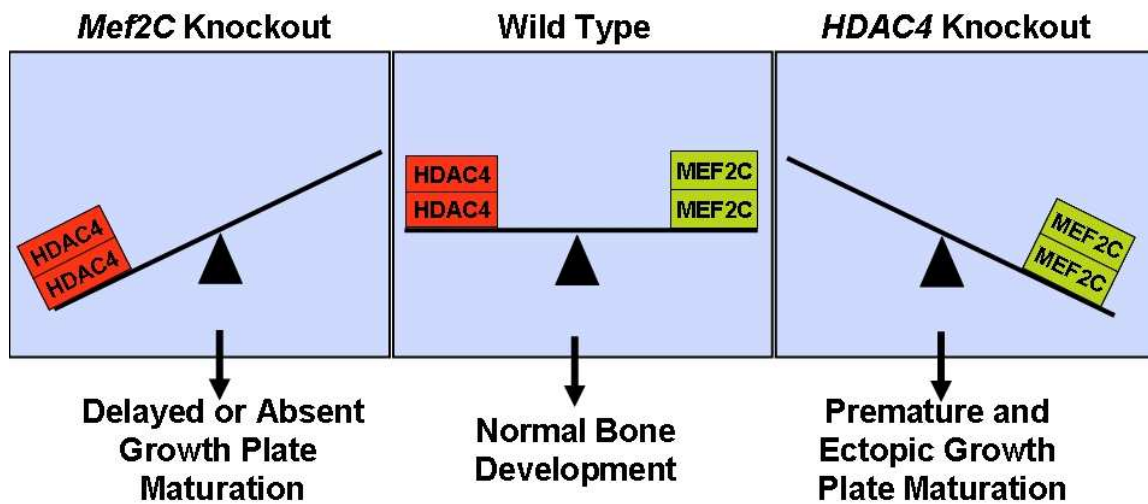 Mef2C Knockout
Wild Type
HDAC4 Knockout
HDAC4
HDAC4
HDAC4
HDAC4
MEF2C
MEF2C
MEF2C
MEF2C
Delayed or Absent
Growth Plate
Maturation
Normal Bone
Development
Premature and
Ectopic Growth
Plate Maturation